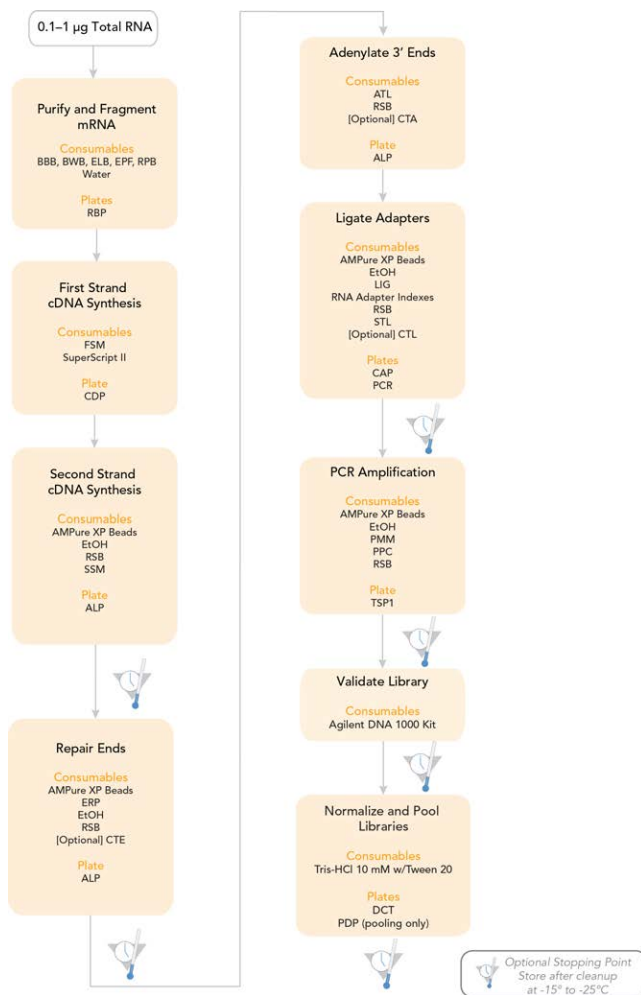 0.1–1 µg Total RNA
Purify and Fragment
mRNA
Consumables
BBB, BWB, ELB, EPF, RPB
Water
Plates
RBP
First Strand
cDNA Synthesis
Consumables
FSM
SuperScript II
Plate
CDP
Second Strand
cDNA Synthesis
Consumables
AMPure XP Beads
EtOH
RSB
SSM
Plate
ALP
Repair Ends
Consumables
AMPure XP Beads
ERP
EtOH
RSB
[Optional] CTE
Plate
ALP
Adenylate 3’ Ends
Consumables
ATL
RSB
[Optional] CTA
Plate
ALP
Ligate Adapters
Consumables
AMPure XP Beads
EtOH
LIG
RNA Adapter Indexes
RSB
STL
[Optional] CTL
Plates
CAP
PCR
PCR Amplification
Consumables
AMPure XP Beads
EtOH
PMM
PPC
RSB
Plate
TSP1
Validate Library
Consumables
Agilent DNA 1000 Kit
Normalize and Pool
Libraries
Consumables
Tris-HCl 10 mM w/Tween 20
Plates
DCT
PDP (pooling only)
Optional Stopping Point
Store after cleanup
at -15° to -25°C